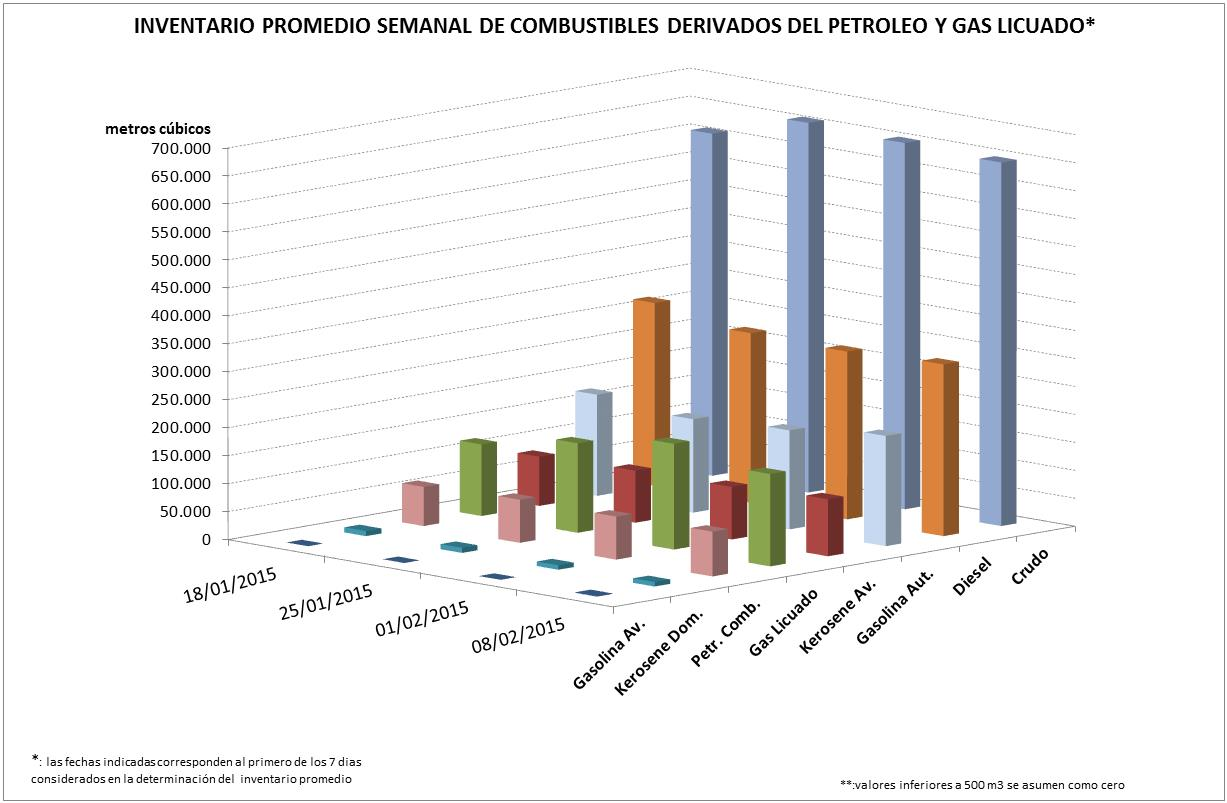 INVENTARIO PROMEDIO SEMANAL DE COMBUSTIBLES DERIVADOS DEL PETROLEO Y GAS LICUADO*
metros cúbicos
700.000
650.000
600.000
550.000
500.000
450.000
400.000
350.000
300.000
250.000
200.000
150.000
100.000
50.000
0
18/01/2015
25/01/2015
01/02/2015
08/02/2015
Gasolina Av.
Kerosene Dom.
Petr. Comb.
Gas Licuado
Kerosene Av.
Gasolina Aut.
Diesel
Crudo
*: las fechas indicadas corresponden al primero de los 7 dias
considerados en la determinación del inventario promedio
**:valores inferiores a 500 m3 se asumen como cero